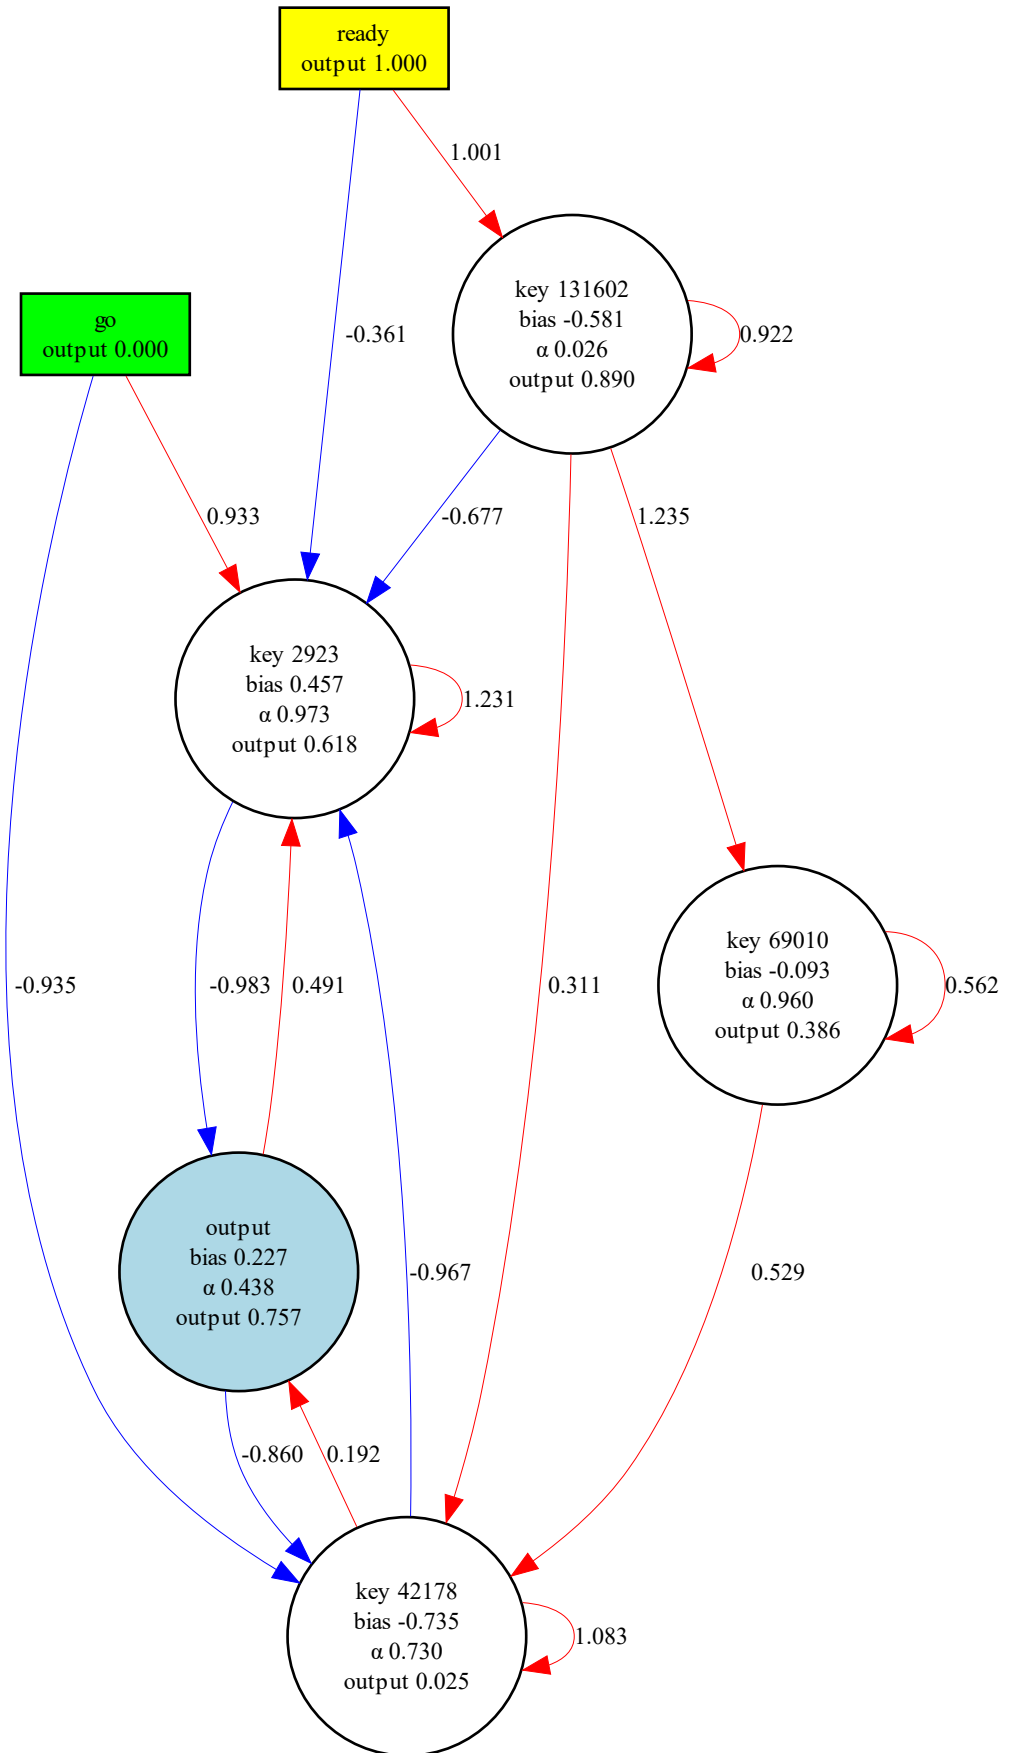 ready
output 1.000
1.001
key 131602
bias -0.581
α 0.026
output 0.890
0.922
go
output 0.000
-0.361
0.933
-0.677
1.235
key 2923
bias 0.457
α 0.973
output 0.618
1.231
key 69010
bias -0.093
α 0.960
output 0.386
0.562
-0.935
-0.983
0.491
0.311
output
bias 0.227
α 0.438
output 0.757
-0.967
0.529
-0.860
0.192
key 42178
bias -0.735
α 0.730
output 0.025
1.083